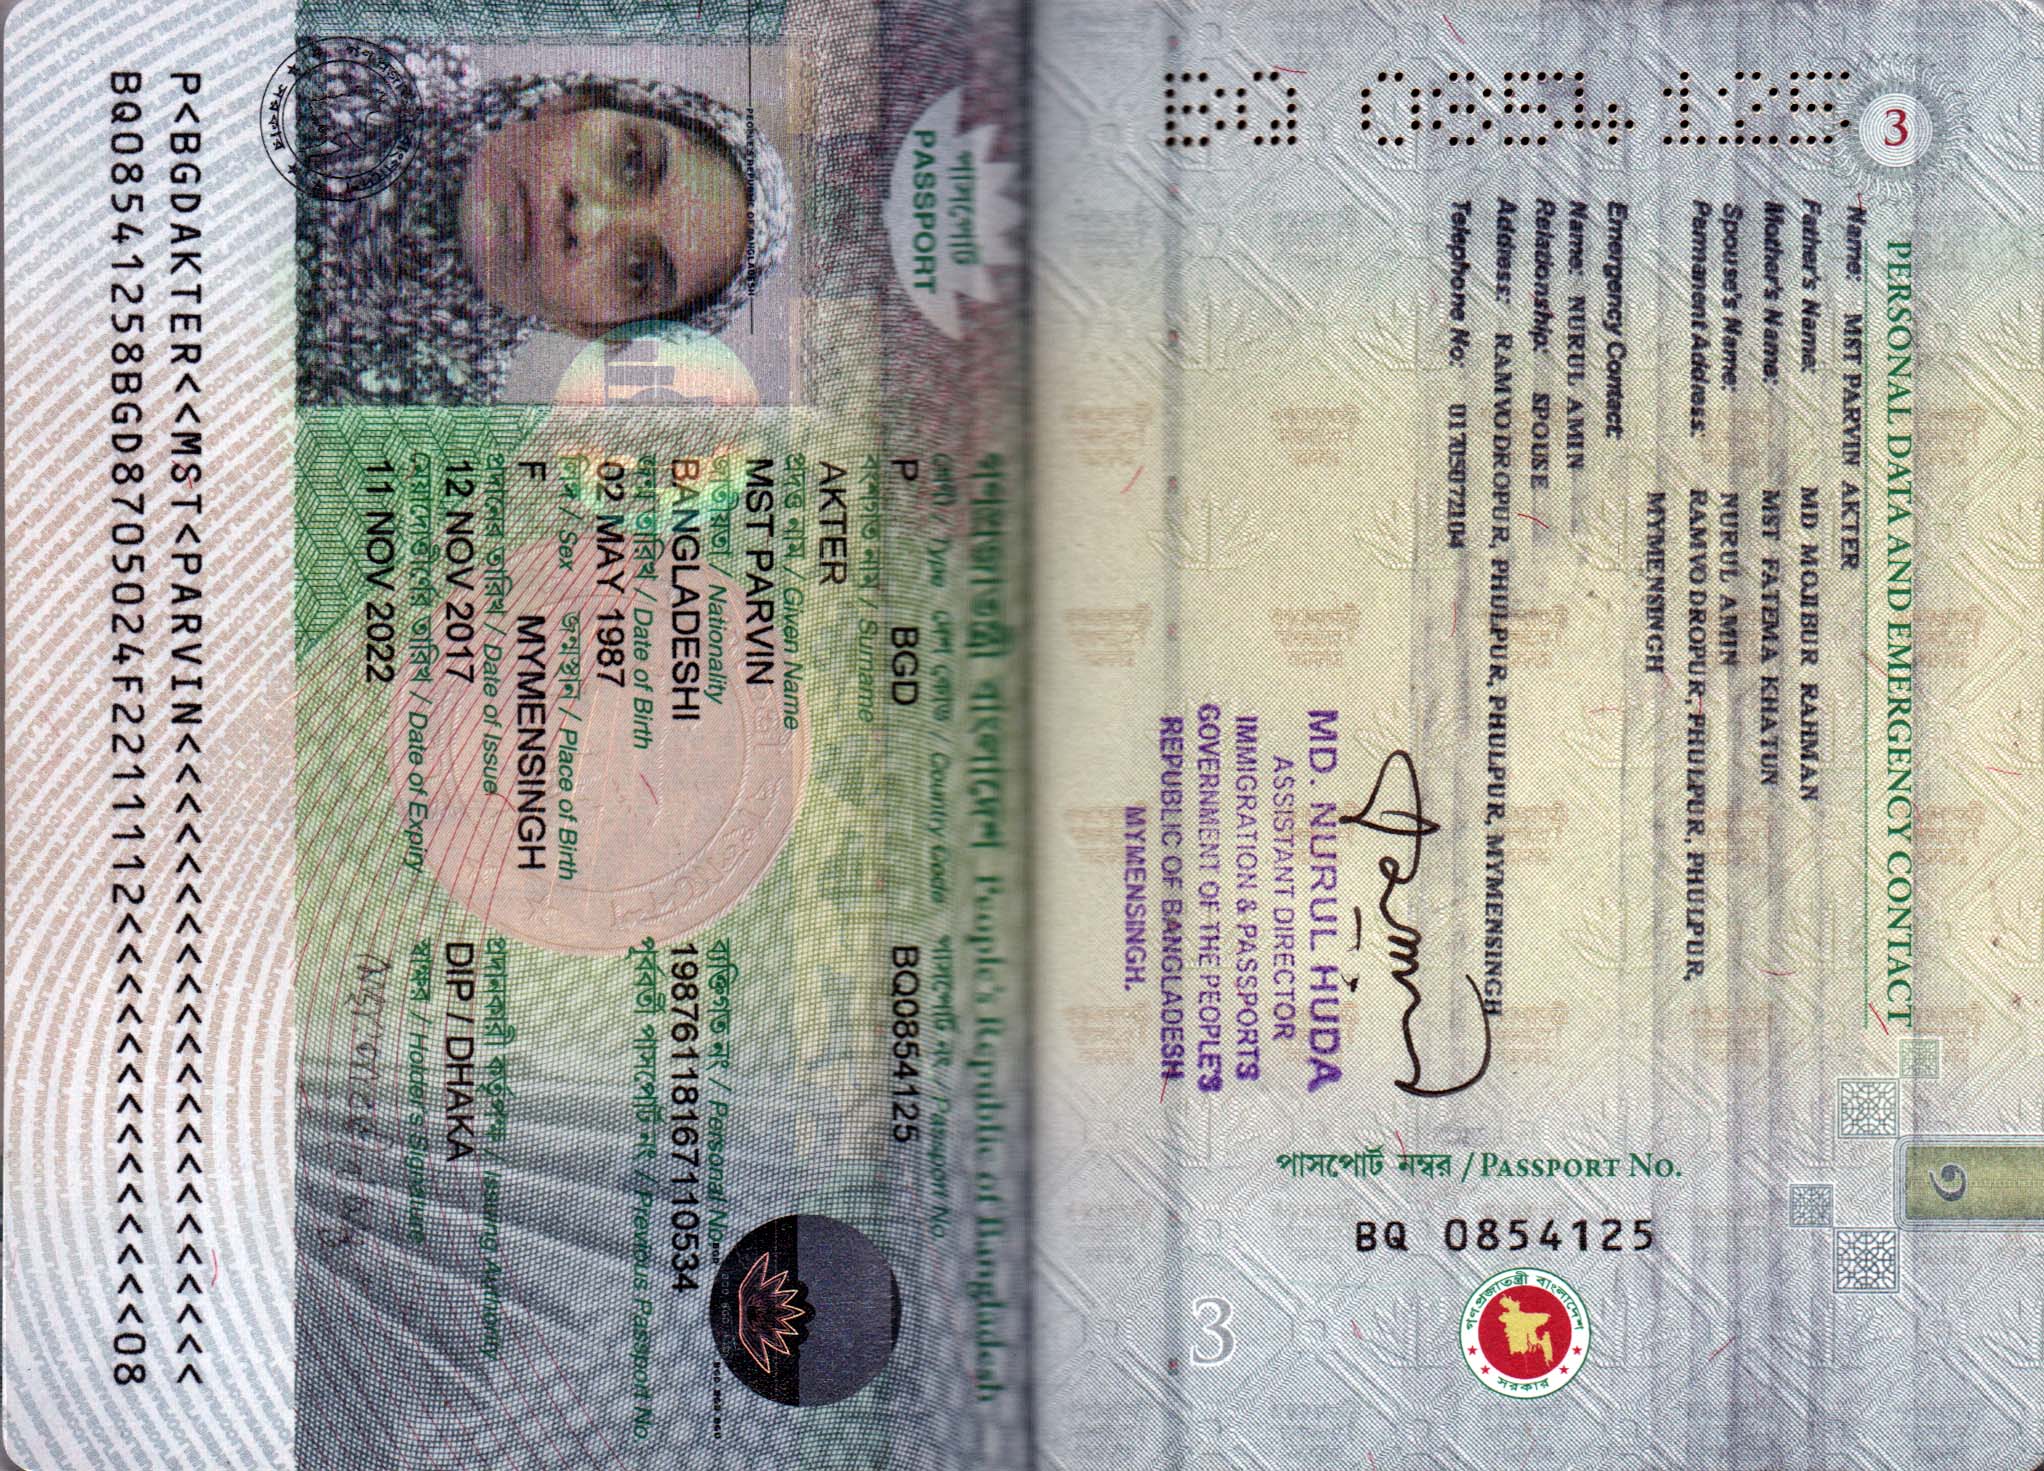 3
PERSONAL DATA AND EMERGENCY CONTACT
Name: MST PARVIN AKTER
Father's Name: MD MOJIBUR RAHMAN
Mother's Name: MST FATEMA KHATUN
Spouse's Name: NURUL AMIN
Permanent Address: RAMVODROPUR, PHULPUR, PHULPUR,
MYMENSINGH
Emergency Contact:
Name: NURUL AMIN
Relationship: SPOUSE
Address: RAMVODROPUR, PHULPUR, PHULPUR, MYMENSINGH
Telephone No:
MD. NURUL HUDA
ASSISTANT DIRECTOR
IMMIGRATION & PASSPORTS
GOVERNMENT OF THE PEOPLE'S
REPUBLIC OF BANGLADESH
MYMENSINGH.
BQ 0854125
পাসপোর্ট নম্বর / PASSPORT NO.
BQ 0854125
গণপ্রজাতন্ত্রী বাংলাদেশ
সরকার
3
১
গণপ্রজাতন্ত্রী বাংলাদেশ People's Republic of Bangladesh
পাসপোর্ট
PASSPORT
শ্রেণী / Type দেশ কোড / Country Code পাসপোর্ট নং / Passport No.
P BGD BQ0854125
বংশগত নাম / Surname
AKTER
প্রদত্ত নাম / Given Name
MST PARVIN
জাতীয়তা / Nationality ব্যক্তিগত নং / Personal No.
BANGLADESHI 19876118167110534
জন্ম তারিখ / Date of Birth পূর্ববর্তী পাসপোর্ট নং / Previous Passport No.
02 MAY 1987
লিঙ্গ / Sex জন্মস্থান / Place of Birth
F MYMENSINGH
প্রদানের তারিখ / Date of Issue প্রদানকারী কর্তৃপক্ষ / Issuing Authority
12 NOV 2017 DIP / DHAKA
মেয়াদোত্তীর্ণের তারিখ / Date of Expiry স্বাক্ষর / Holder's Signature
11 NOV 2022
PEOPLE'S REPUBLIC OF BANGLADESH
P<BGDAKTER<<MST<PARVIN<<<<<<<<<<<<<<<<<<<<<<
BQ08541258BGD8705024F2211112<<<<<<<<<<<<<<08